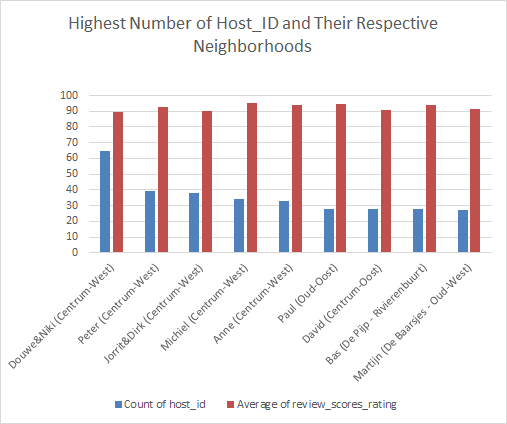 Highest Number of Host_ID and Their Respective
Neighborhoods
100
90
80
70
60
50
40
30
20
10
0
Douwe&Niki (Centrum-West)
Peter (Centrum-West)
Jorrit&Dirk (Centrum-West)
Michiel (Centrum-West)
Anne (Centrum-West)
Paul (Oud-Oost)
David (Centrum-Oost)
Bas (De Pijp - Rivierenbuurt)
Martijn (De Baarsjes - Oud-West)
Count of host_id
Average of review_scores_rating